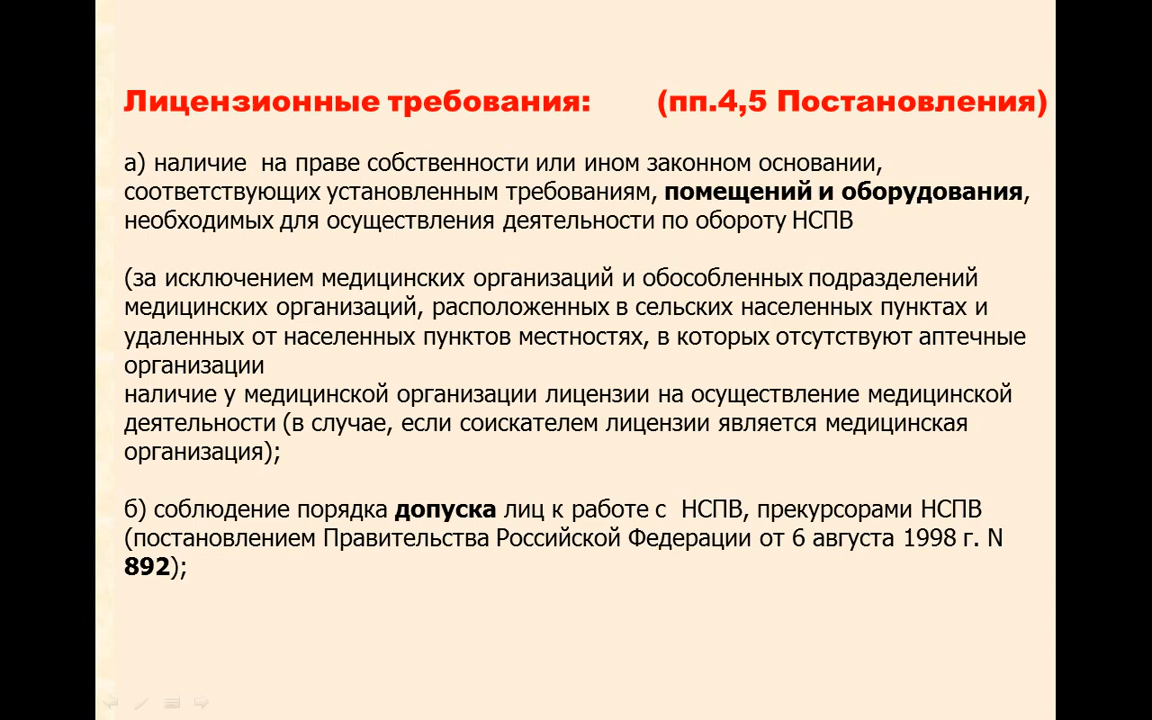 Лицензионные требования: (пп.4,5 Постановления)
а) наличие на праве собственности или ином законном основании,
соответствующих установленным требованиям, помещений и оборудования,
необходимых для осуществления деятельности по обороту НСПВ
(за исключением медицинских организаций и обособленных подразделений
медицинских организаций, расположенных в сельских населенных пунктах и
удаленных от населенных пунктов местностях, в которых отсутствуют аптечные
организации
наличие у медицинской организации лицензии на осуществление медицинской
деятельности (в случае, если соискателем лицензии является медицинская
организация);
б) соблюдение порядка допуска лиц к работе с НСПВ, прекурсорами НСПВ
(постановлением Правительства Российской Федерации от 6 августа 1998 г. N
892);